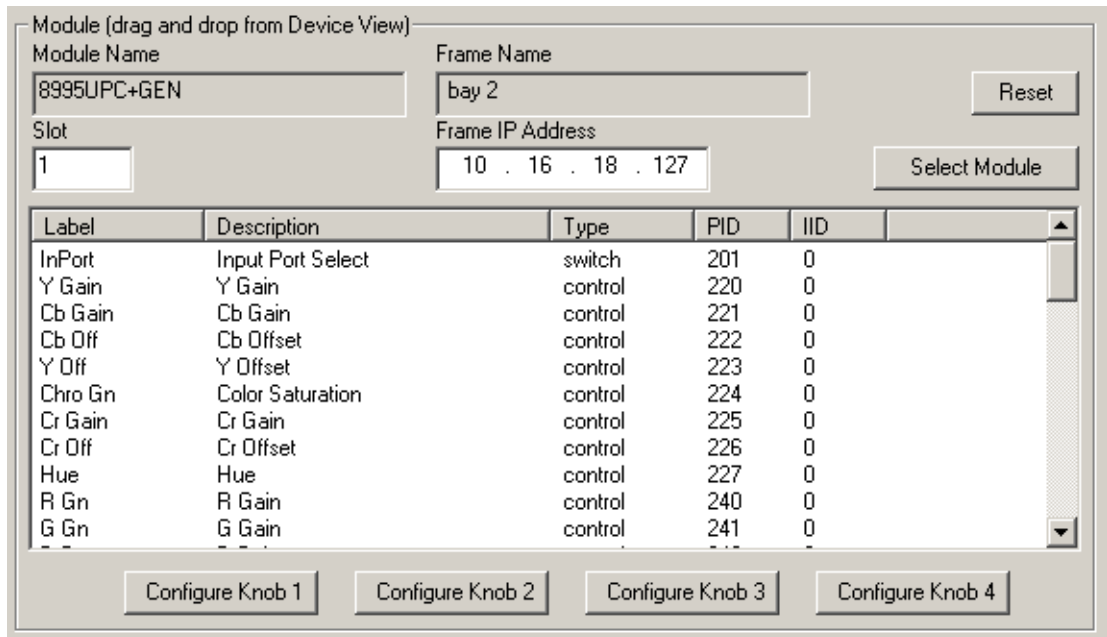 Module (drag and drop from Device View)
Module Name Frame Name
8995UPC+GEN bay 2 Reset
Slot Frame IP Address
1 10 . 16 . 18 . 127 Select Module
Label Description Type PID IID
InPort Input Port Select switch 201 0
Y Gain Y Gain control 220 0
Cb Gain Cb Gain control 221 0
Cb Off Cb Offset control 222 0
Y Off Y Offset control 223 0
Chro Gn Color Saturation control 224 0
Cr Gain Cr Gain control 225 0
Cr Off Cr Offset control 226 0
Hue Hue control 227 0
R Gn R Gain control 240 0
G Gn G Gain control 241 0
Configure Knob 1 Configure Knob 2 Configure Knob 3 Configure Knob 4